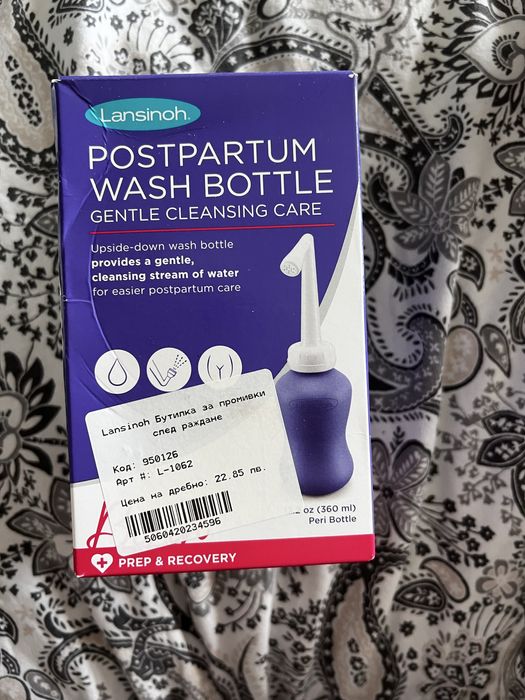 Lansinoh
POSTPARTUM
WASH BOTTLE
GENTLE CLEANSING CARE
Upside-down wash bottle
provides a gentle,
cleansing stream of water
for easier postpartum care
Lansinoh Бутилка за промивки
след раждане
Код: 950126
Арт #: L-1062
Цена на дребно: 22.85 лв.
5060420234596
oz (360 ml)
Peri Bottle
PREP & RECOVERY